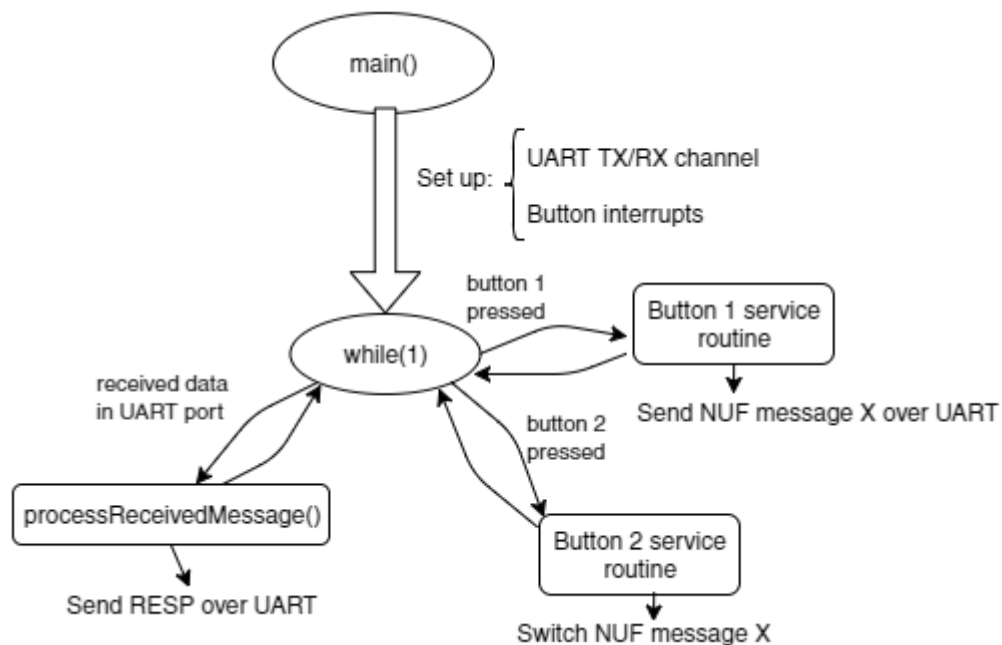 main()
Set up:
UART TX/RX channel
Button interrupts
button 1
pressed
Button 1 service
routine
while(1)
received data
in UART port
Send NUF message X over UART
button 2
pressed
processReceivedMessage()
Button 2 service
routine
Send RESP over UART
Switch NUF message X